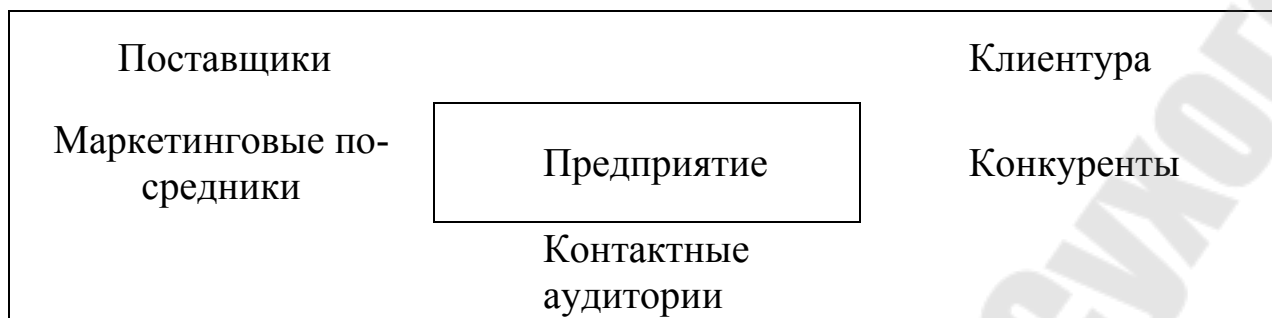 Поставщики
Клиентура
Маркетинговые по-
средники
Предприятие
Конкуренты
Контактные
аудитории